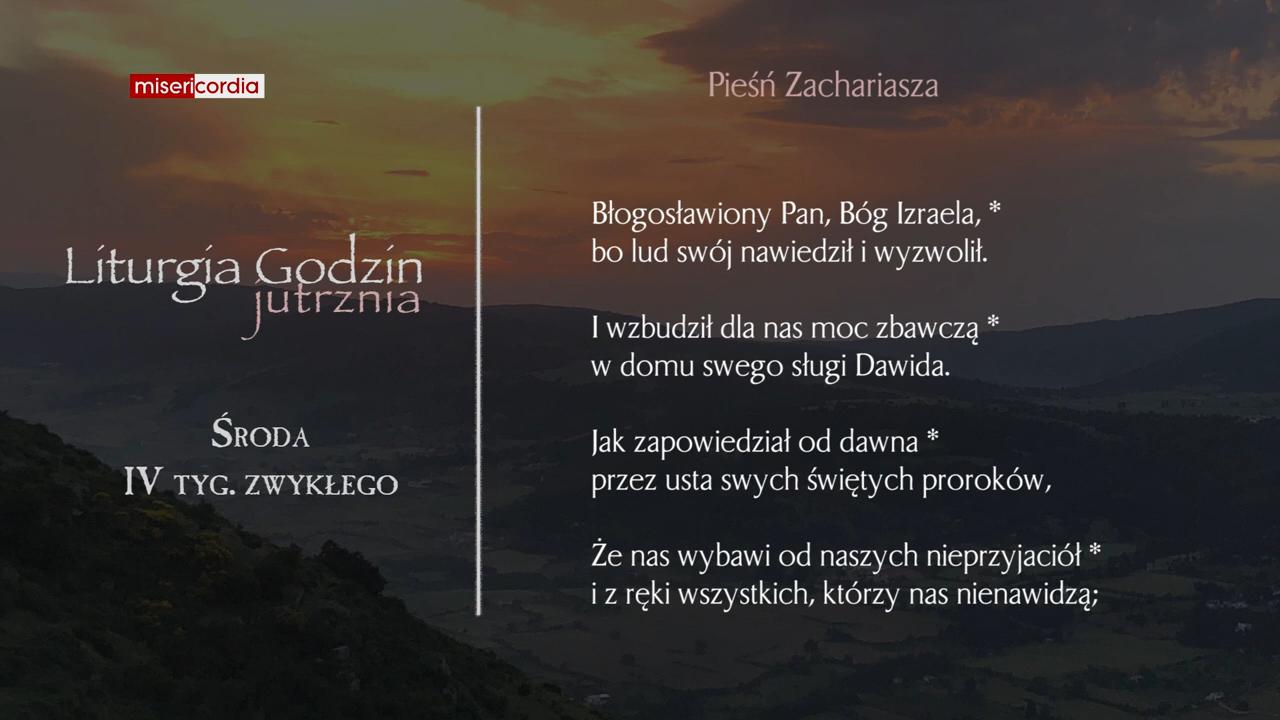 misericordia
Liturgia Godzin
jutrznia
Środa
IV tyg. zwykłego
Pieśń Zachariasza
Błogosławiony Pan, Bóg Izraela, *
bo lud swój nawiedził i wyzwolił.
I wzbudził dla nas moc zbawczą *
w domu swego sługi Dawida.
Jak zapowiedział od dawna *
przez usta swych świętych proroków,
Że nas wybawi od naszych nieprzyjaciół *
i z ręki wszystkich, którzy nas nienawidzą;